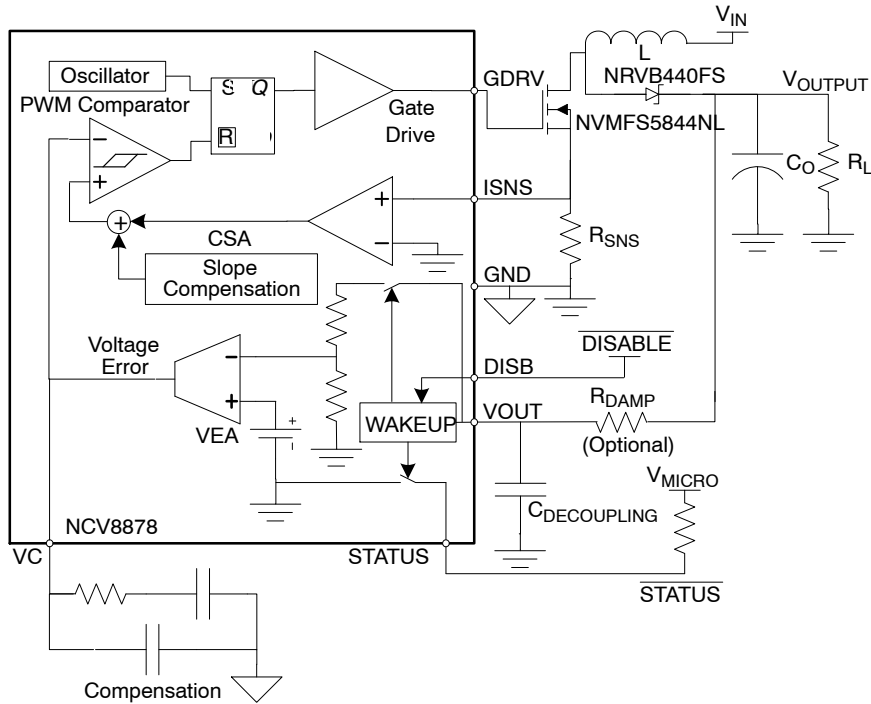 V_IN
L
Oscillator
PWM Comparator
S Q
R
Gate
Drive
GDRV
NRVB440FS
V_OUTPUT
NVMFS5844NL
C_O
R_L
−
+
+
CSA
+
−
ISNS
R_SNS
Slope
Compensation
GND
Voltage
Error
−
+
VEA
+
-
WAKEUP
DISABLE
DISB
VOUT
R_DAMP
(Optional)
V_MICRO
C_DECOUPLING
NCV8878
VC
STATUS
STATUS
Compensation